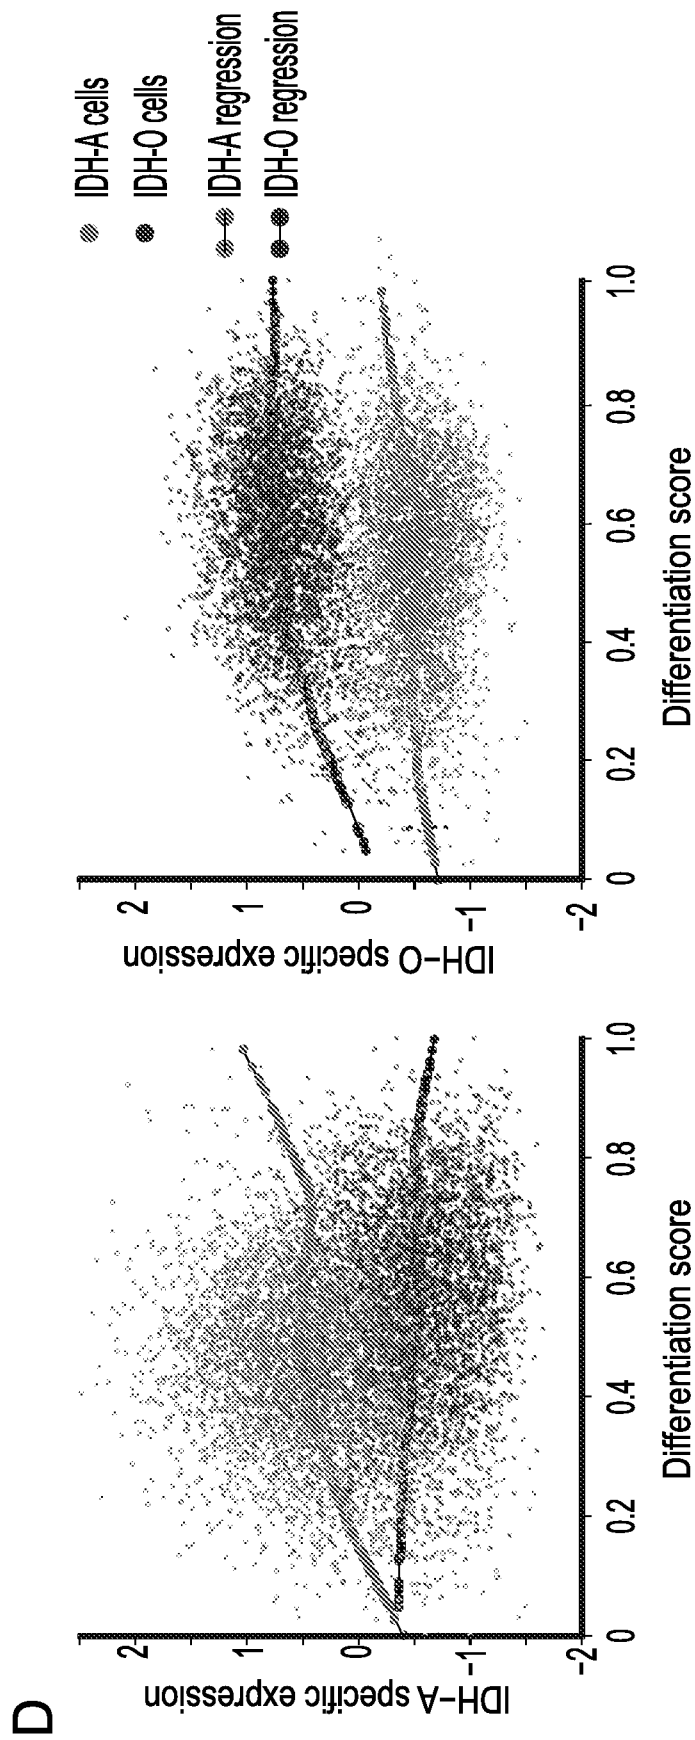 D
IDH-A specific expression
2
1
0
-1
-2
0
0.2
0.4
0.6
0.8
1.0
Differentiation score
IDH-O specific expression
2
1
0
-1
-2
0
0.2
0.4
0.6
0.8
1.0
Differentiation score
IDH-A cells
IDH-O cells
IDH-A regression
IDH-O regression